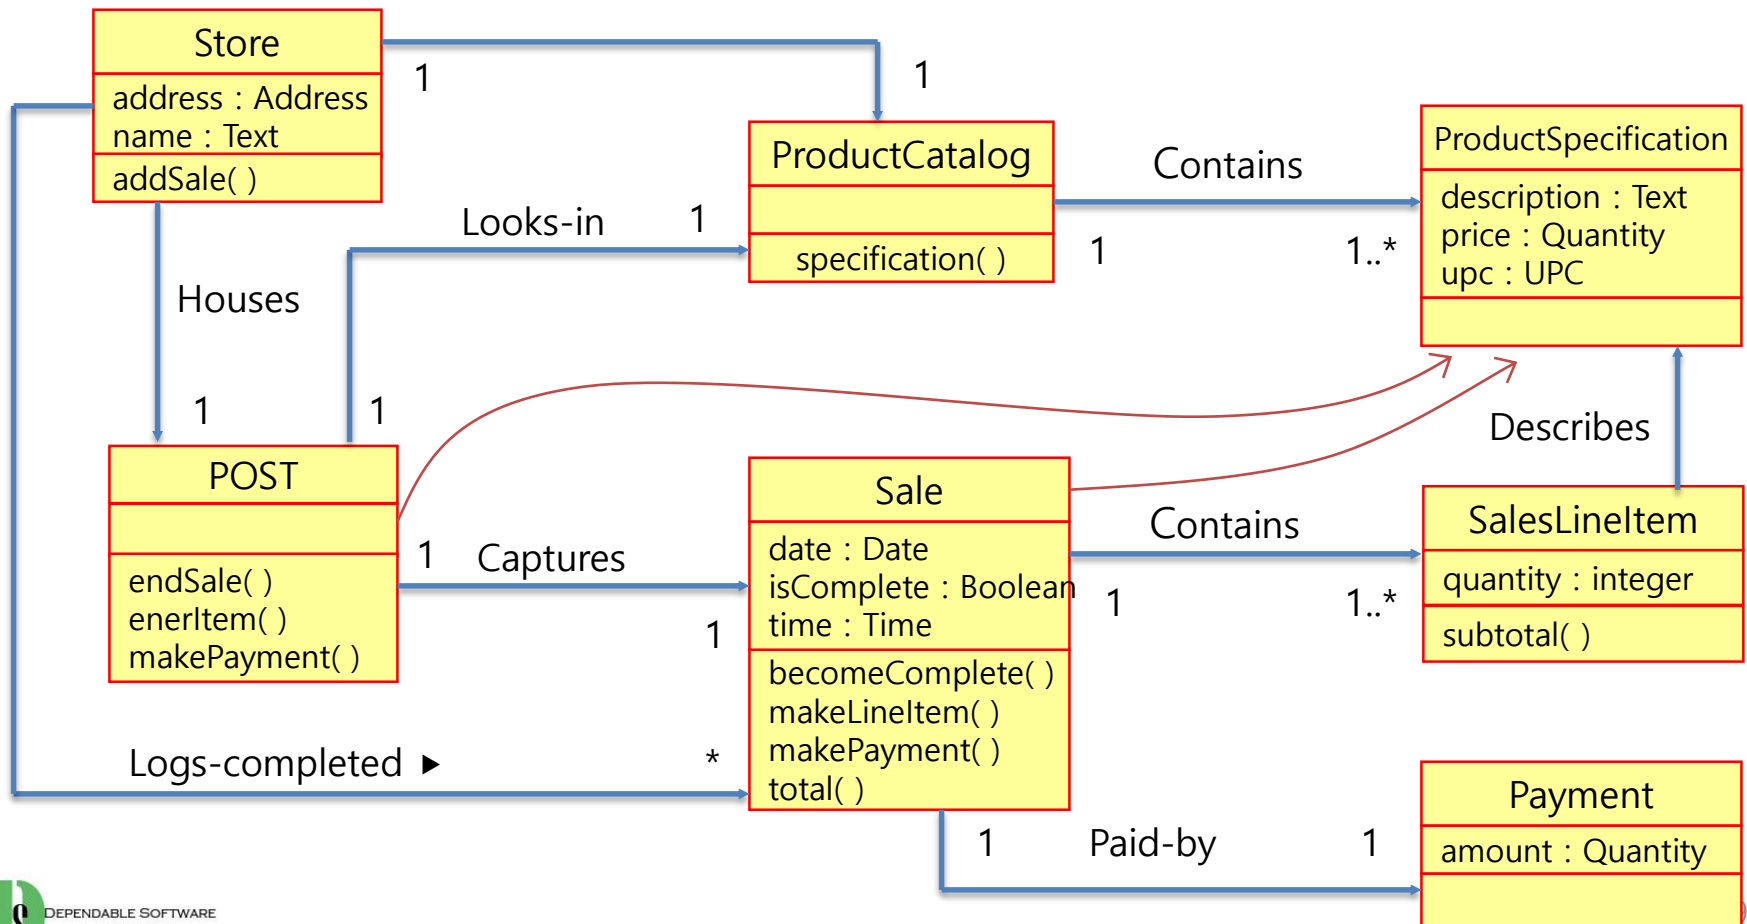 Store
address : Address
name : Text
addSale( )
1
1
ProductCatalog
specification( )
Contains
1
1..*
ProductSpecification
description : Text
price : Quantity
upc : UPC
Looks-in
1
Houses
1
1
Describes
POST
endSale( )
enerItem( )
makePayment( )
1
Captures
1
Sale
date : Date
isComplete : Boolean
time : Time
becomeComplete( )
makeLineItem( )
makePayment( )
total( )
Contains
1
1..*
SalesLineItem
quantity : integer
subtotal( )
Logs-completed ▶
*
1
Paid-by
1
Payment
amount : Quantity
DEPENDABLE SOFTWARE